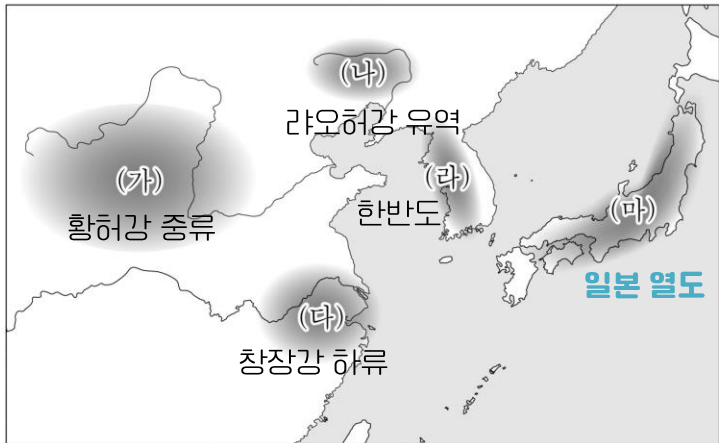 (나)
랴오허강 유역
(가)
황허강 중류
(라)
한반도
(마)
일본 열도
(다)
창장강 하류